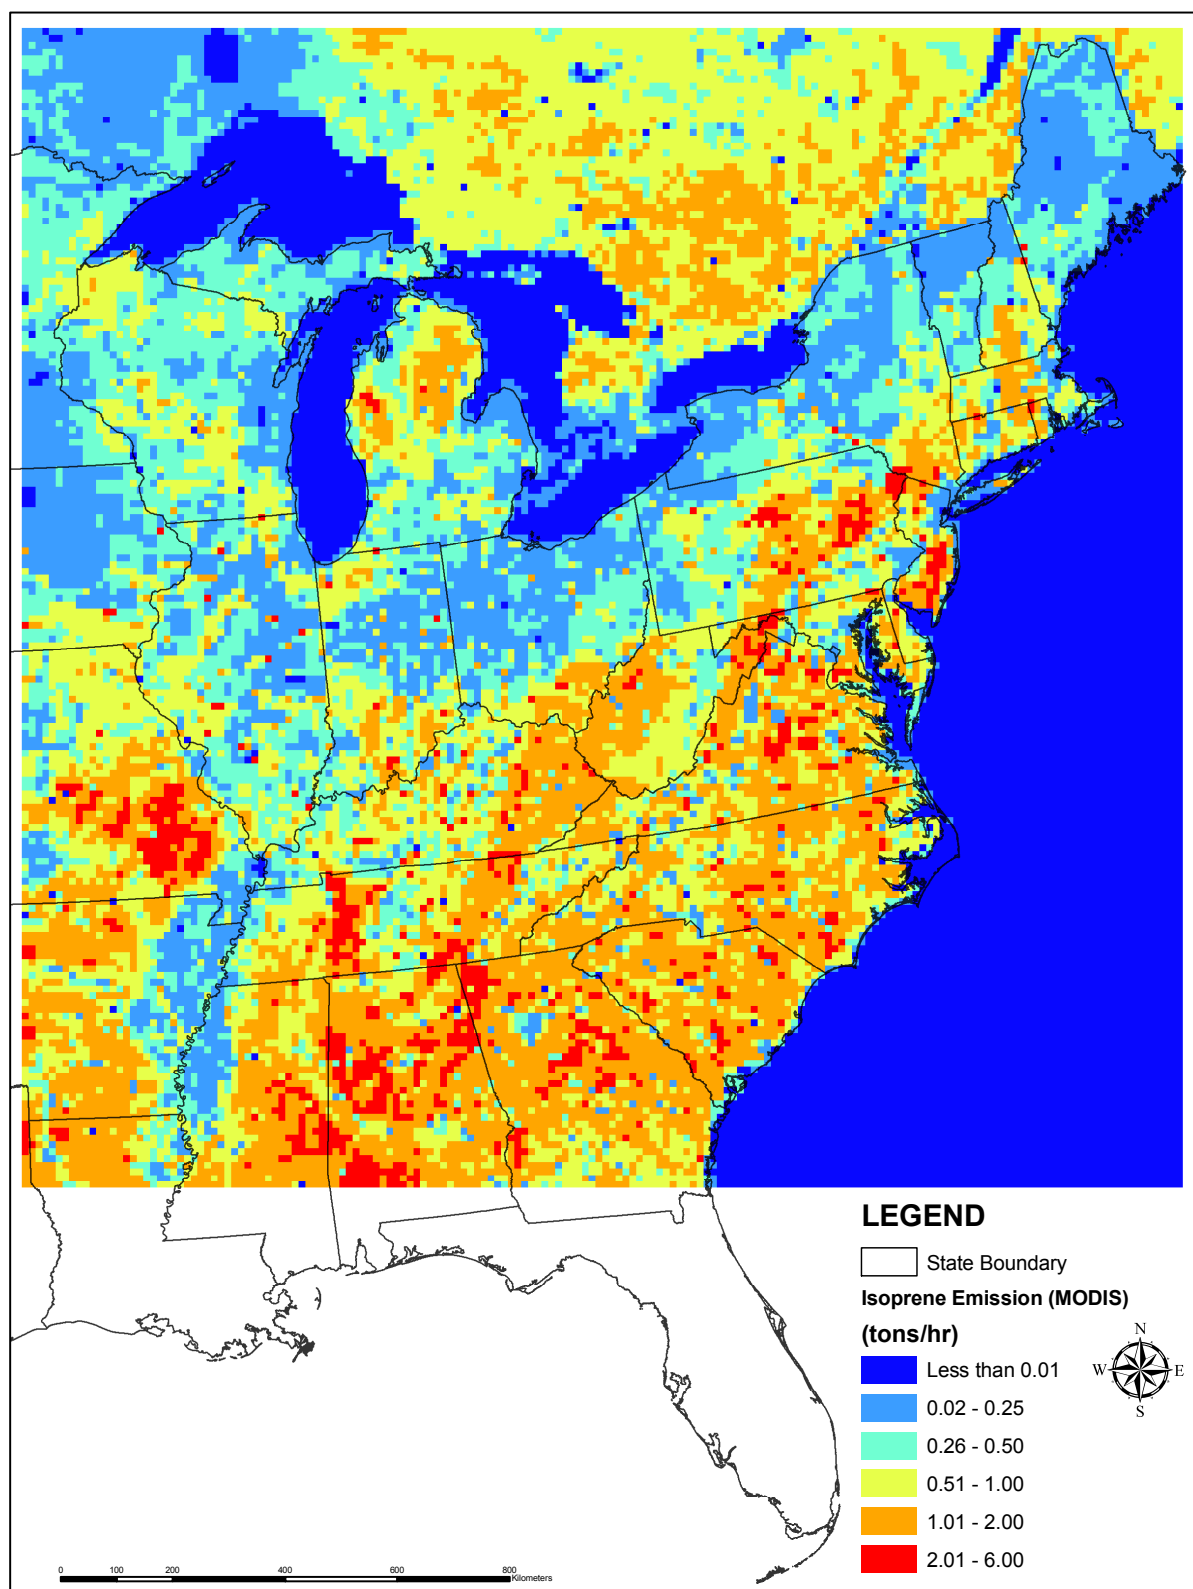 LEGEND
State Boundary
Isoprene Emission (MODIS)
(tons/hr)
Less than 0.01
0.02 - 0.25
0.26 - 0.50
0.51 - 1.00
1.01 - 2.00
2.01 - 6.00
N
W E
S
0 100 200 400 600 800
Kilometers